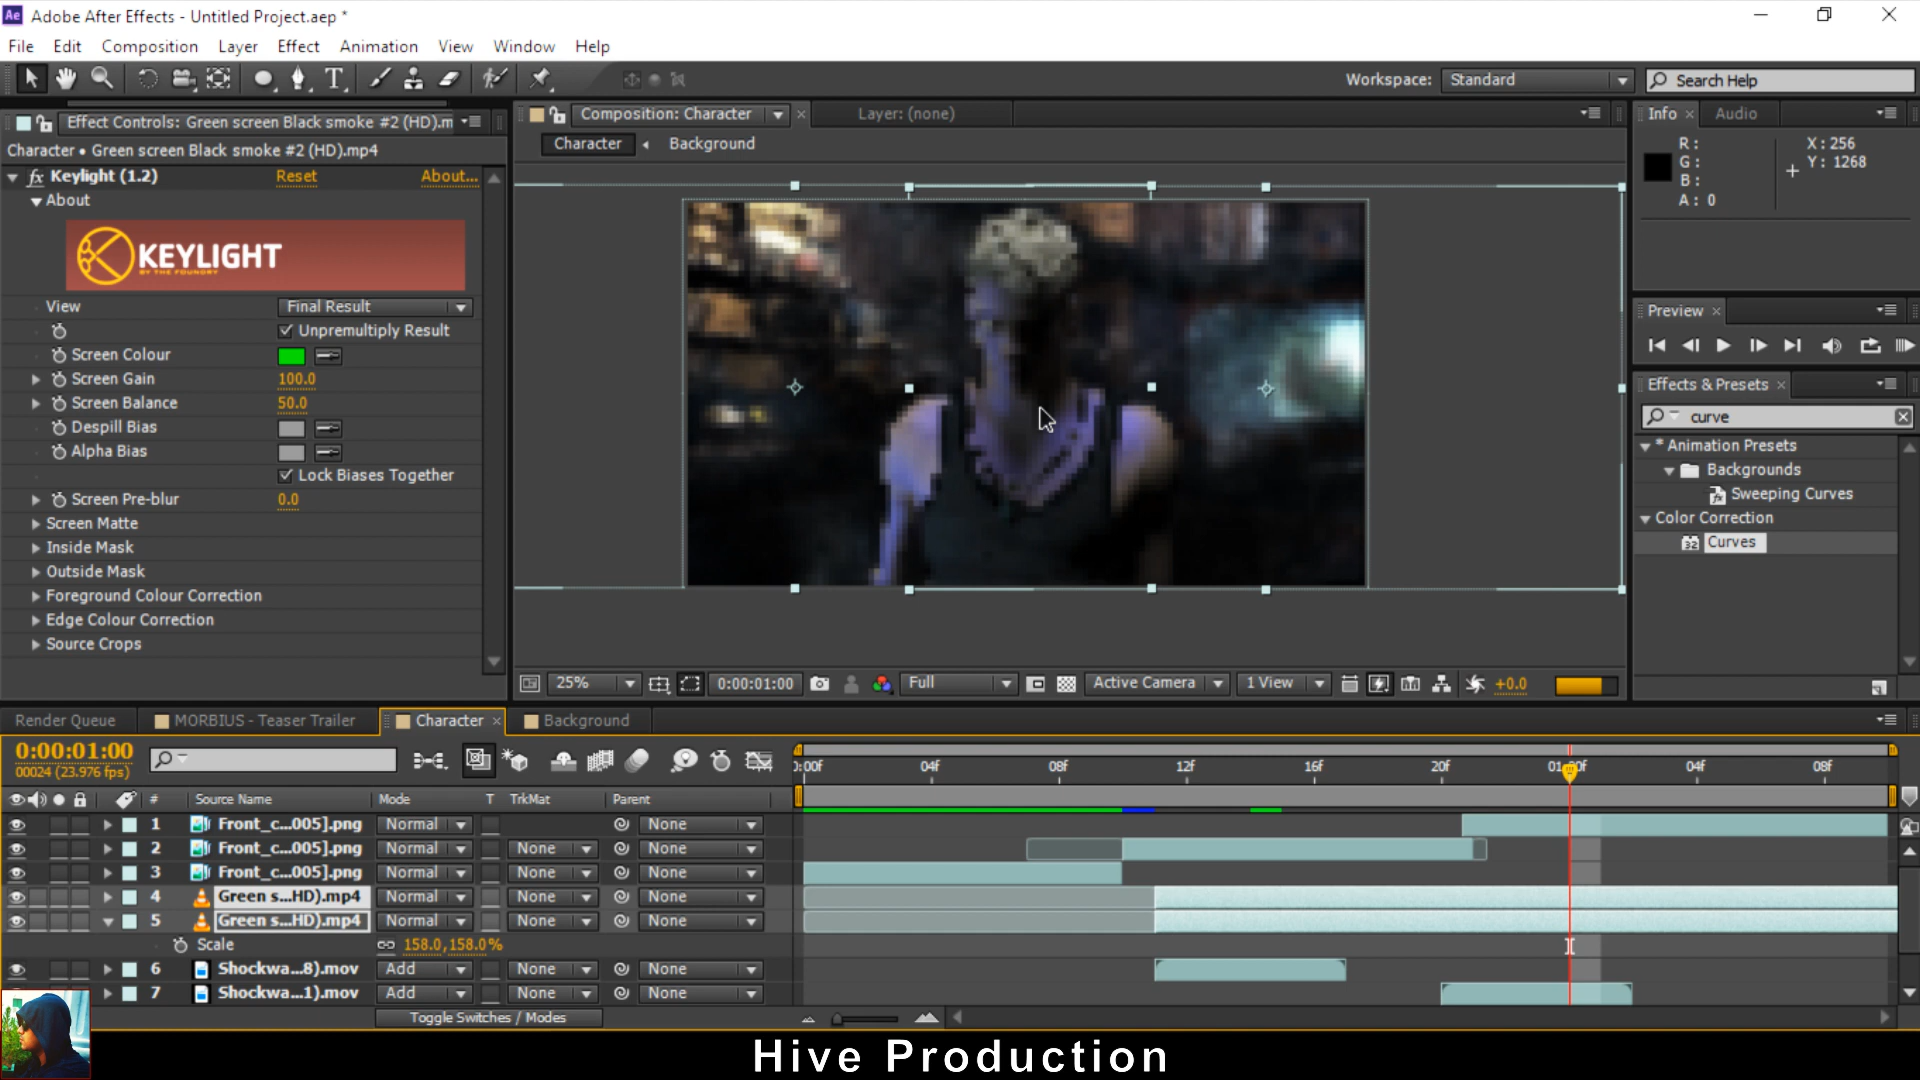 Ae Adobe After Effects - Untitled Project.aep *
File Edit Composition Layer Effect Animation View Window Help
Workspace: Standard Search Help
Effect Controls: Green screen Black smoke #2 (HD).m
Character • Green screen Black smoke #2 (HD).mp4
fx Keylight (1.2) Reset About...
About
KEYLIGHT
BY THE FOUNDRY
View Final Result
Unpremultiply Result
Screen Colour
Screen Gain 100.0
Screen Balance 50.0
Despill Bias
Alpha Bias
Lock Biases Together
Screen Pre-blur 0.0
Screen Matte
Inside Mask
Outside Mask
Foreground Colour Correction
Edge Colour Correction
Source Crops
Composition: Character Layer: (none)
Character Background
25% 0:00:01:00 Full Active Camera 1 View +0.0
Info Audio
R: X: 256
G: Y: 1268
B:
A: 0
Preview
Effects & Presets
curve
* Animation Presets
Backgrounds
Sweeping Curves
Color Correction
32 Curves
Render Queue MORBIUS - Teaser Trailer Character Background
0:00:01:00
00024 (23.976 fps)
0:00f 04f 08f 12f 16f 20f 01:00f 04f 08f
# Source Name Mode T TrkMat Parent
1 Front_c...005].png Normal None
2 Front_c...005].png Normal None None
3 Front_c...005].png Normal None None
4 Green s...HD).mp4 Normal None None
5 Green s...HD).mp4 Normal None None
Scale 158.0,158.0%
6 Shockwa...8).mov Add None None
7 Shockwa...1).mov Add None None
Toggle Switches / Modes
Hive Production